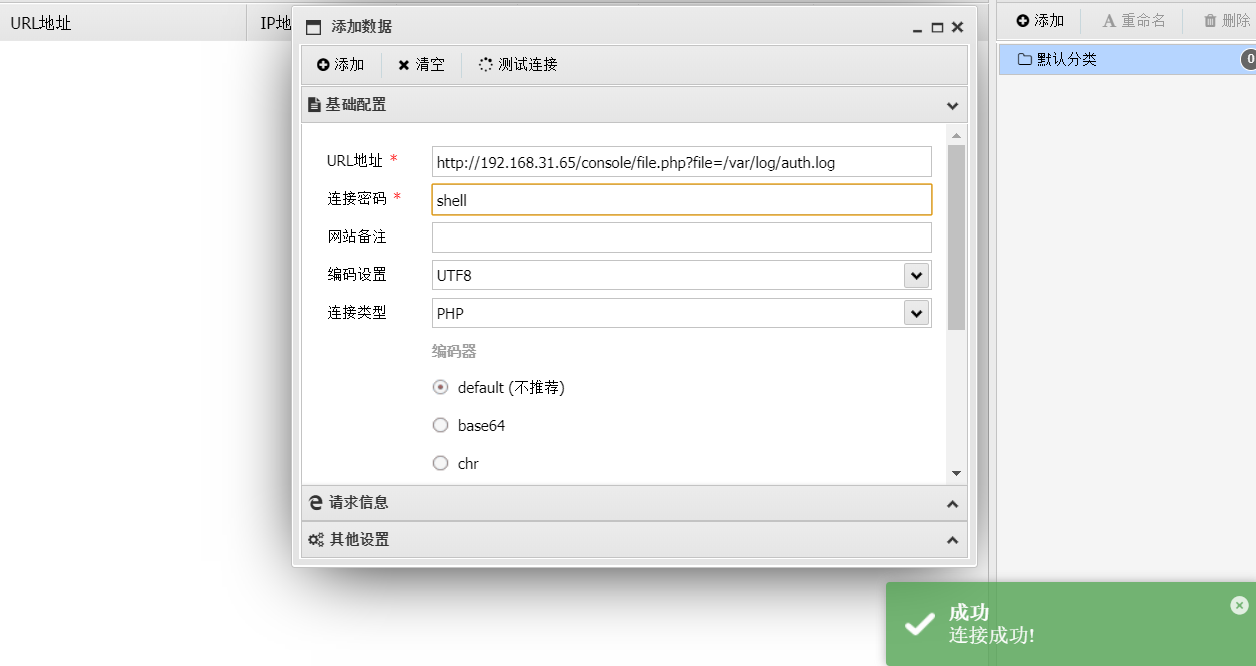 URL地址
IP地
添加数据
添加
清空
测试连接
基础配置
URL地址 *
http://192.168.31.65/console/file.php?file=/var/log/auth.log
连接密码 *
shell
网站备注
编码设置
UTF8
连接类型
PHP
编码器
default (不推荐)
base64
chr
请求信息
其他设置
添加
A 重命名
删除
默认分类
0
成功
连接成功!